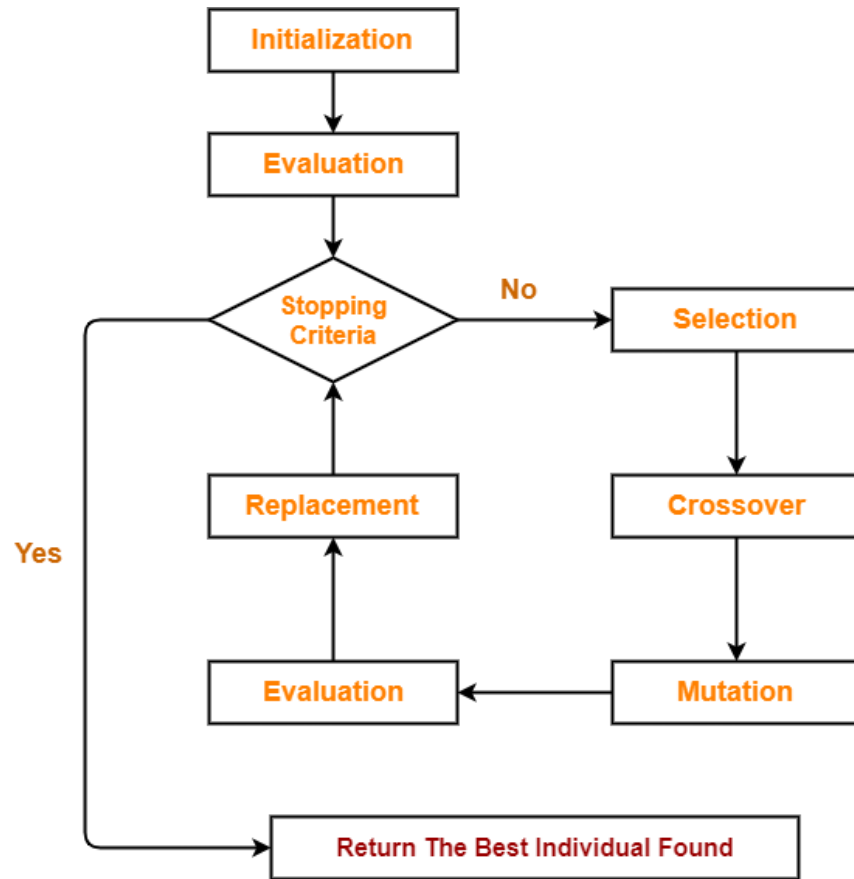 Initialization
Evaluation
Stopping
Criteria
No
Selection
Replacement
Crossover
Yes
Evaluation
Mutation
Return The Best Individual Found